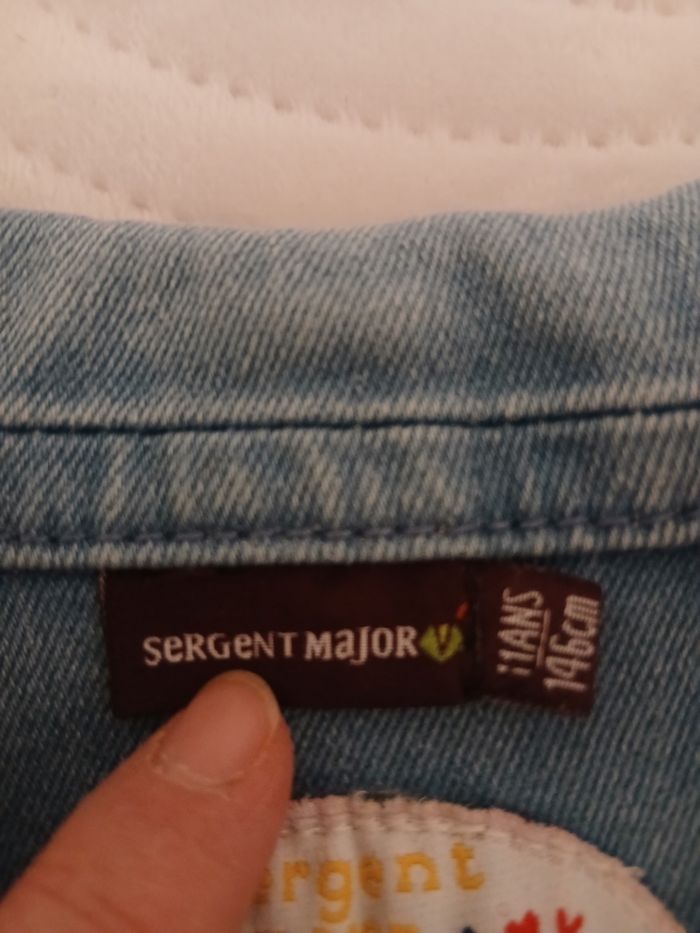 SERGENT MAJOR
11ANS
146cm
ergent